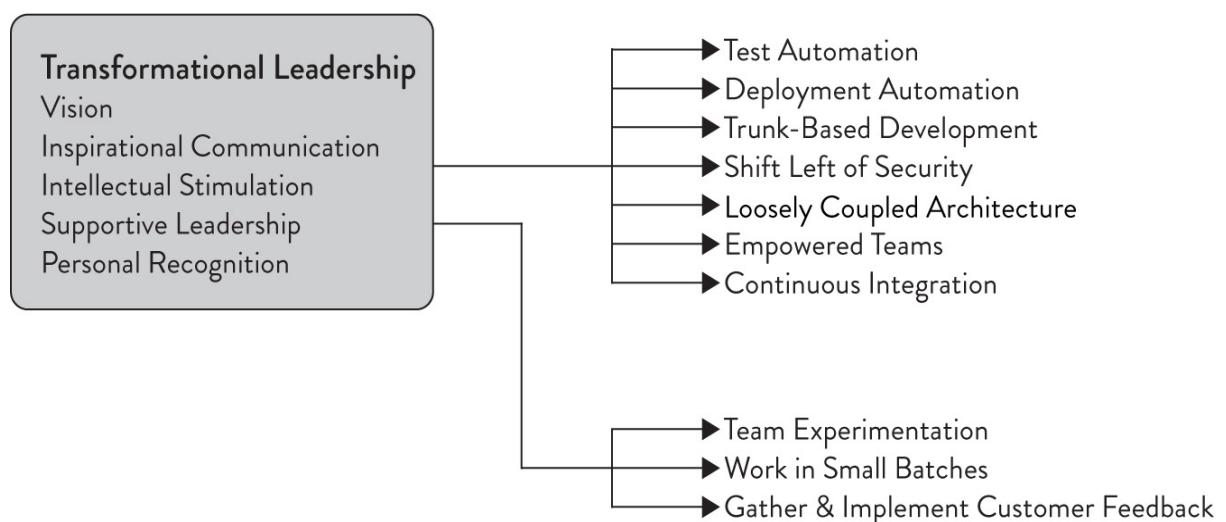 Transformational Leadership
Vision
Inspirational Communication
Intellectual Stimulation
Supportive Leadership
Personal Recognition
Test Automation
Deployment Automation
Trunk-Based Development
Shift Left of Security
Loosely Coupled Architecture
Empowered Teams
Continuous Integration
Team Experimentation
Work in Small Batches
Gather & Implement Customer Feedback